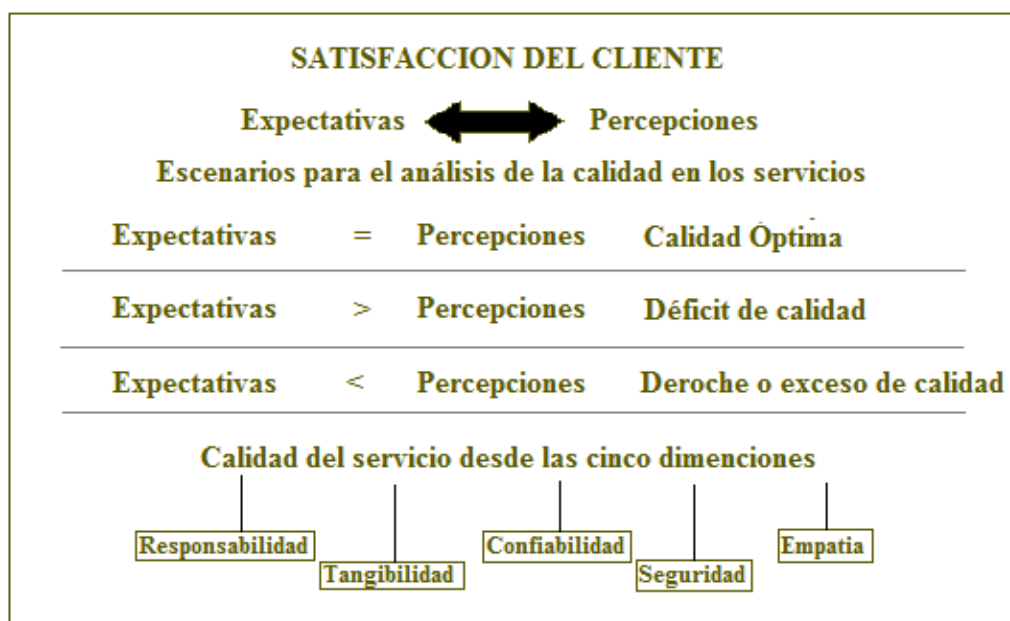 SATISFACCION DEL CLIENTE
Expectativas Percepciones
Escenarios para el análisis de la calidad en los servicios
Expectativas = Percepciones Calidad Óptima
Expectativas > Percepciones Déficit de calidad
Expectativas < Percepciones Deroche o exceso de calidad
Calidad del servicio desde las cinco dimenciones
Responsabilidad Confiabilidad Empatia
Tangibilidad Seguridad